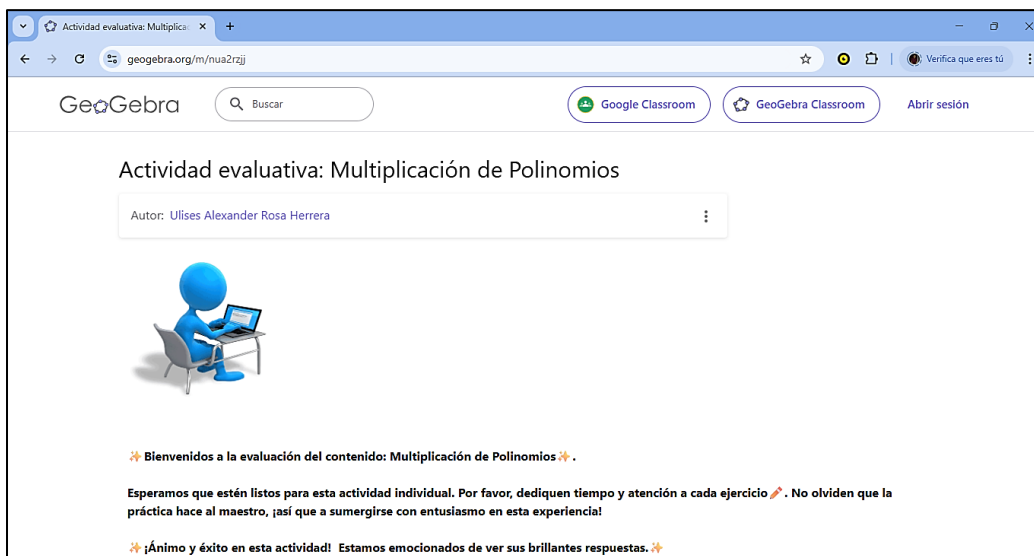 Actividad evaluativa: Multiplicac
geogebra.org/m/nua2rzjj
Verifica que eres tú
GeoGebra
Buscar
Google Classroom
GeoGebra Classroom
Abrir sesión
Actividad evaluativa: Multiplicación de Polinomios
Autor: Ulises Alexander Rosa Herrera
✨Bienvenidos a la evaluación del contenido: Multiplicación de Polinomios✨.
Esperamos que estén listos para esta actividad individual. Por favor, dediquen tiempo y atención a cada ejercicio✏️. No olviden que la
práctica hace al maestro, ¡así que a sumergirse con entusiasmo en esta experiencia!
✨¡Ánimo y éxito en esta actividad! Estamos emocionados de ver sus brillantes respuestas.✨